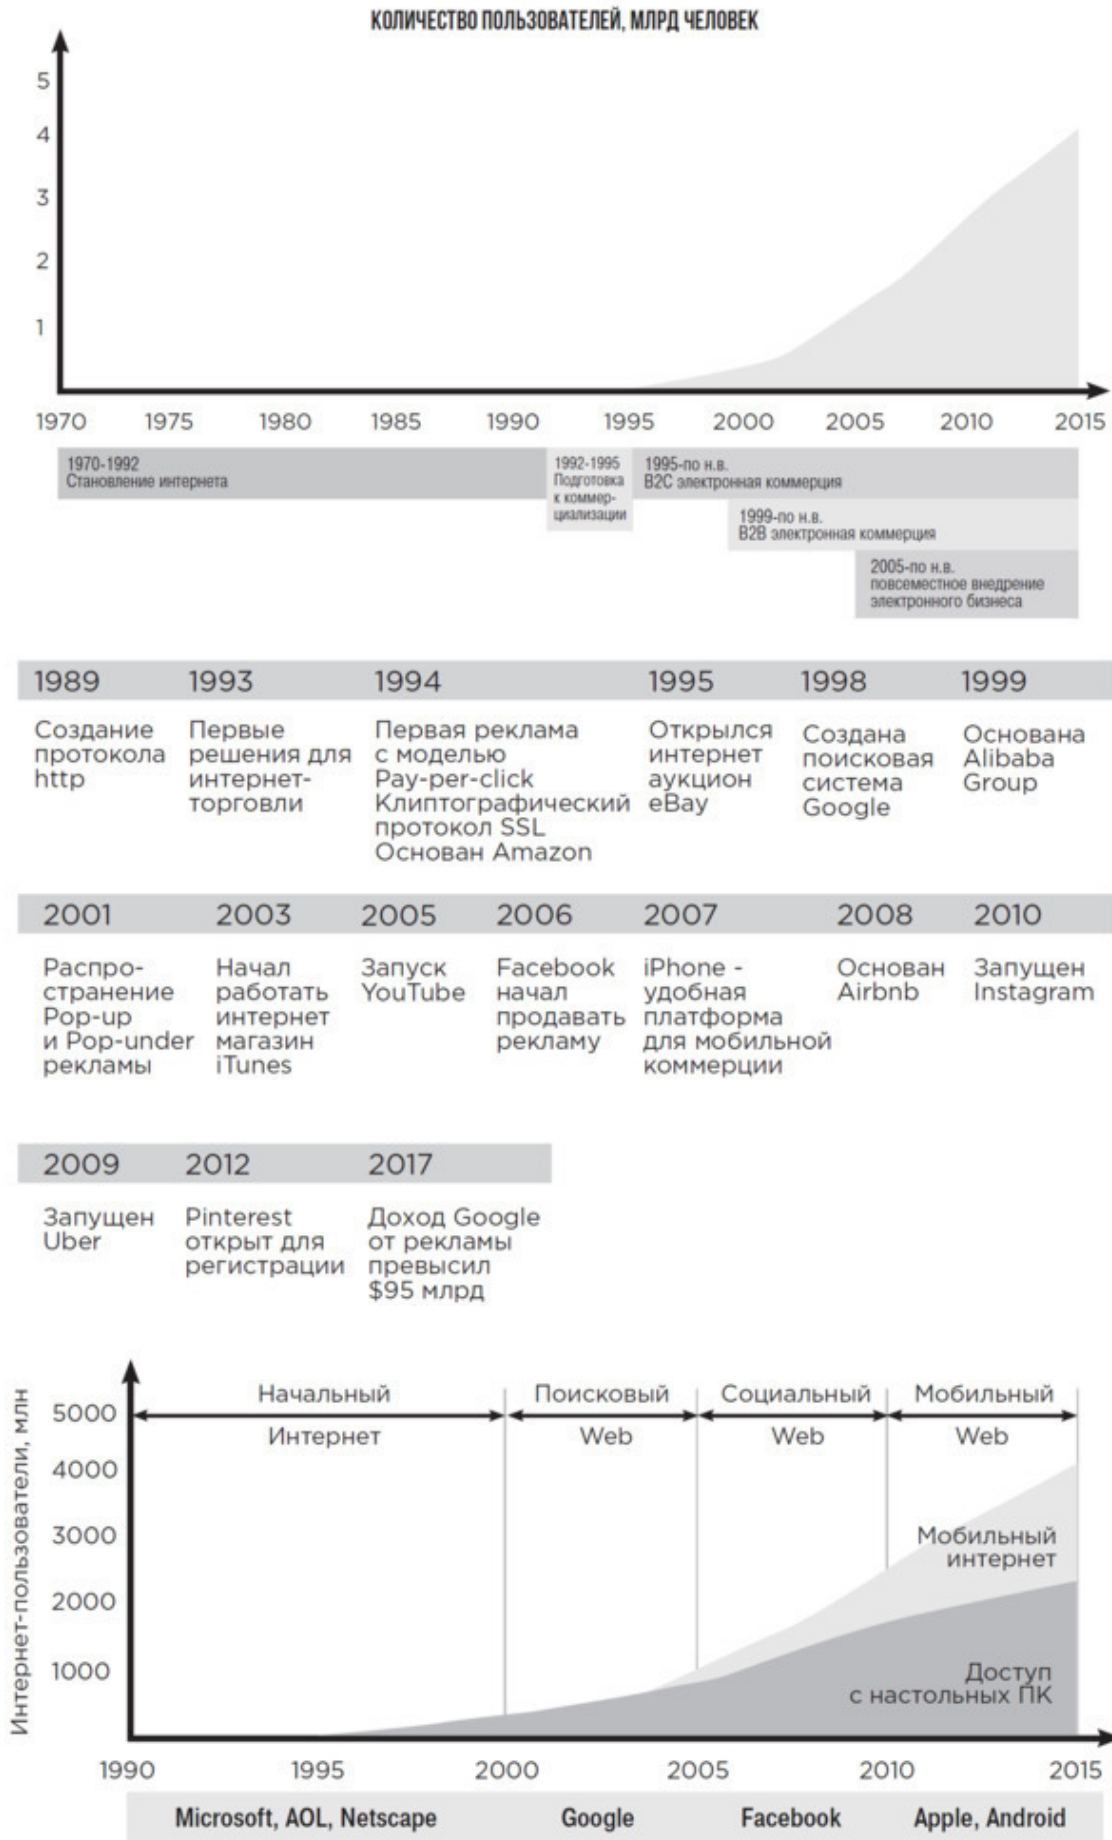 КОЛИЧЕСТВО ПОЛЬЗОВАТЕЛЕЙ, МЛРД ЧЕЛОВЕК
5
4
3
2
1
1970 1975 1980 1985 1990 1995 2000 2005 2010 2015
1970-1992
Становление интернета
1992-1995
Подготовка
к коммер-
циализации
1995-по н.в.
B2C электронная коммерция
1999-по н.в.
B2B электронная коммерция
2005-по н.в.
повсеместное внедрение
электронного бизнеса
1989 1993 1994 1995 1998 1999
Создание
протокола
http
Первые
решения для
интернет-
торговли
Первая реклама
с моделью
Pay-per-click
Клиптографический
протокол SSL
Основан Amazon
Открылся
интернет
аукцион
eBay
Создана
поисковая
система
Google
Основана
Alibaba
Group
2001 2003 2005 2006 2007 2008 2010
Распро-
странение
Pop-up
и Pop-under
рекламы
Начал
работать
интернет
магазин
iTunes
Запуск
YouTube
Facebook
начал
продавать
рекламу
iPhone -
удобная
платформа
для мобильной
коммерции
Основан
Airbnb
Запущен
Instagram
2009 2012 2017
Запущен
Uber
Pinterest
открыт для
регистрации
Доход Google
от рекламы
превысил
$95 млрд
Интернет-пользователи, млн
5000
4000
3000
2000
1000
Начальный
Интернет
Поисковый
Web
Социальный
Web
Мобильный
Web
Мобильный
интернет
Доступ
с настольных ПК
1990 1995 2000 2005 2010 2015
Microsoft, AOL, Netscape Google Facebook Apple, Android